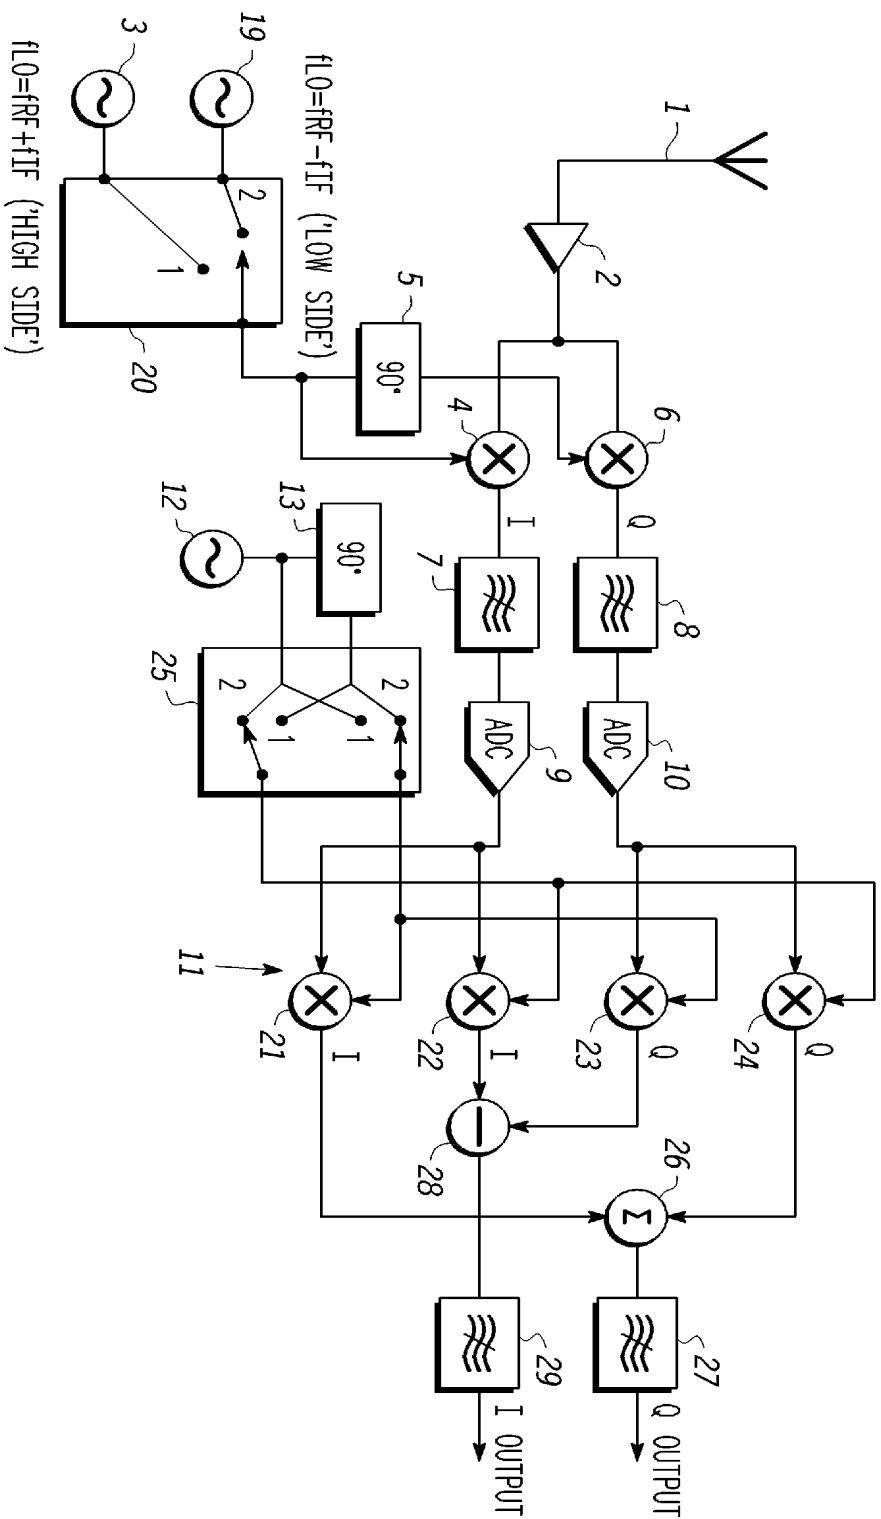 1
2
3
19
fLO=fRF-fIF ('LOW SIDE')
fLO=fRF+fIF ('HIGH SIDE')
2
1
20
5
90°
4
6
I
Q
7
8
ADC
9
ADC
10
12
13
90°
25
2
1
1
2
11
21
I
22
I
23
Q
24
Q
28
26
Σ
29
27
I OUTPUT
Q OUTPUT